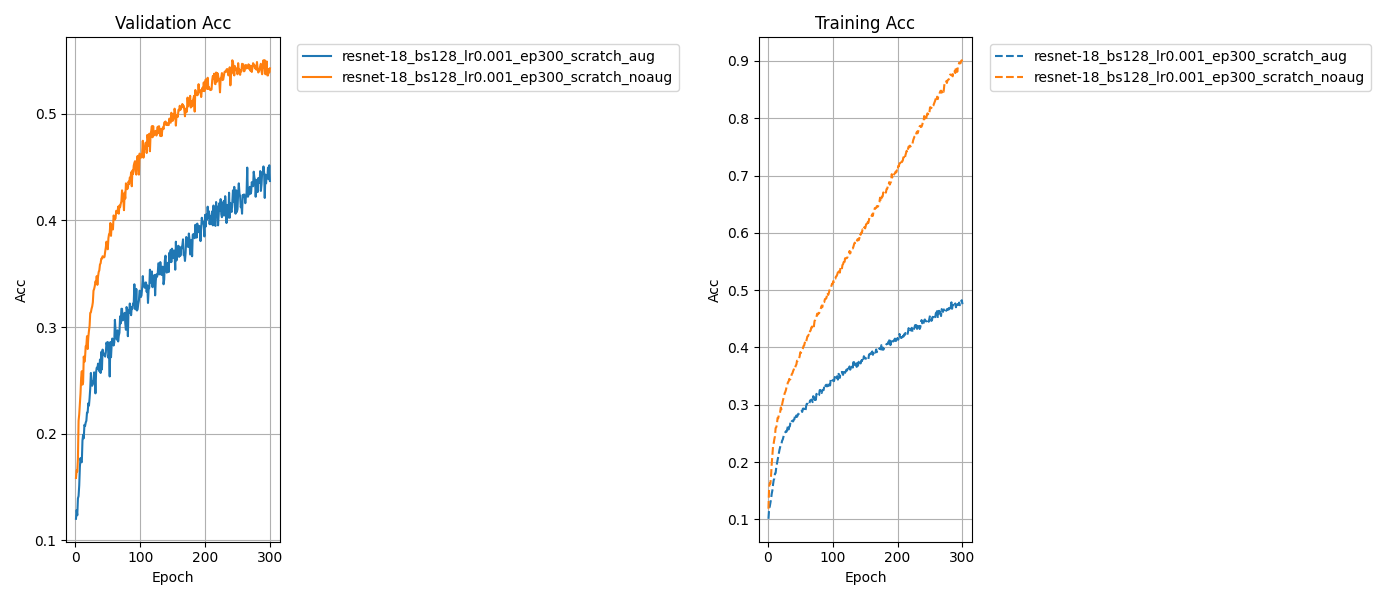 Validation Acc
resnet-18_bs128_lr0.001_ep300_scratch_aug
resnet-18_bs128_lr0.001_ep300_scratch_noaug
0.5
0.4
0.3
0.2
0.1
Acc
0
100
200
300
Epoch
Training Acc
resnet-18_bs128_lr0.001_ep300_scratch_aug
resnet-18_bs128_lr0.001_ep300_scratch_noaug
0.9
0.8
0.7
0.6
0.5
0.4
0.3
0.2
0.1
Acc
0
100
200
300
Epoch